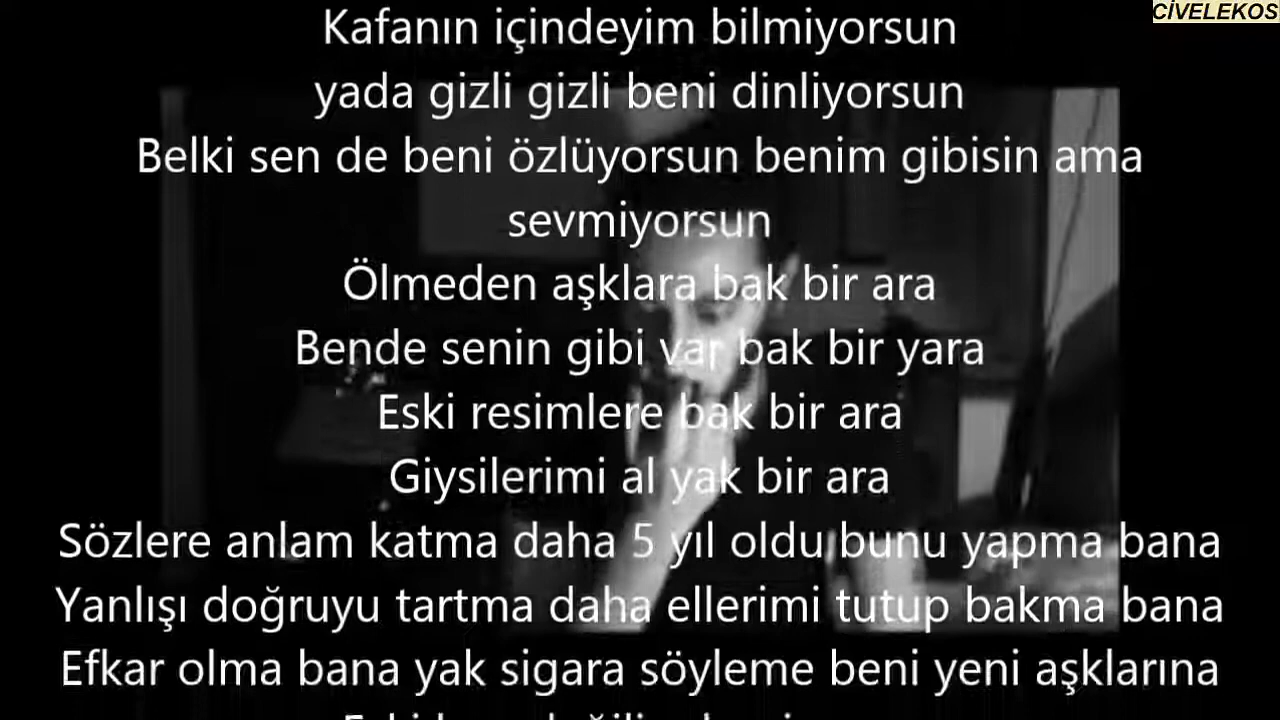 CİVELEKOS
Kafanın içindeyim bilmiyorsun
yada gizli gizli beni dinliyorsun
Belki sen de beni özlüyorsun benim gibisin ama
sevmiyorsun
Ölmeden aşklara bak bir ara
Bende senin gibi var bak bir yara
Eski resimlere bak bir ara
Giysilerimi al yak bir ara
Sözlere anlam katma daha 5 yıl oldu bunu yapma bana
Yanlışı doğruyu tartma daha ellerimi tutup bakma bana
Efkar olma bana yak sigara söyleme beni yeni aşklarına